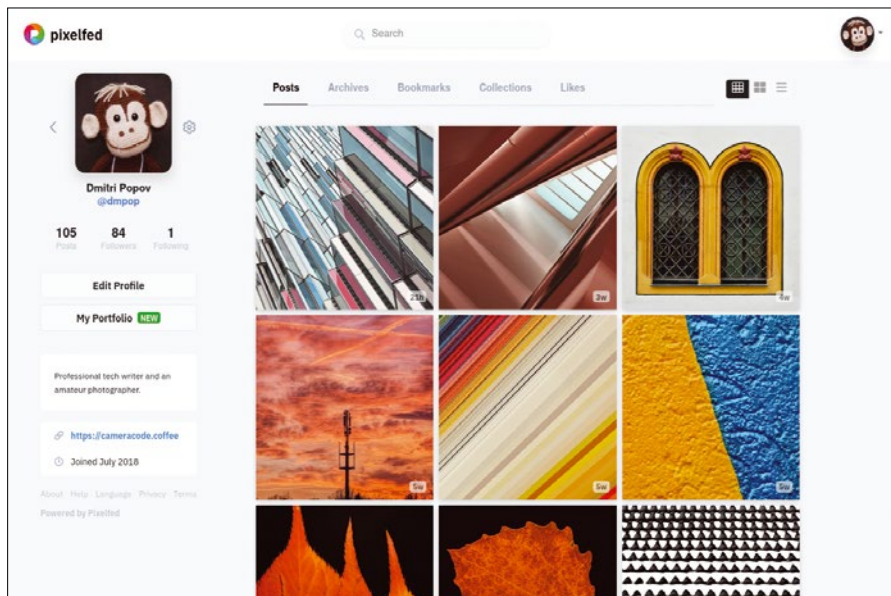 pixelfed
Search
Posts Archives Bookmarks Collections Likes
Dmitri Popov
@dmpop
105 84 1
Posts Followers Following
Edit Profile
My Portfolio NEW
Professional tech writer and an
amateur photographer.
https://cameracode.coffee
Joined July 2018
About Help Language Privacy Terms
Powered by Pixelfed
5w
5w
5w